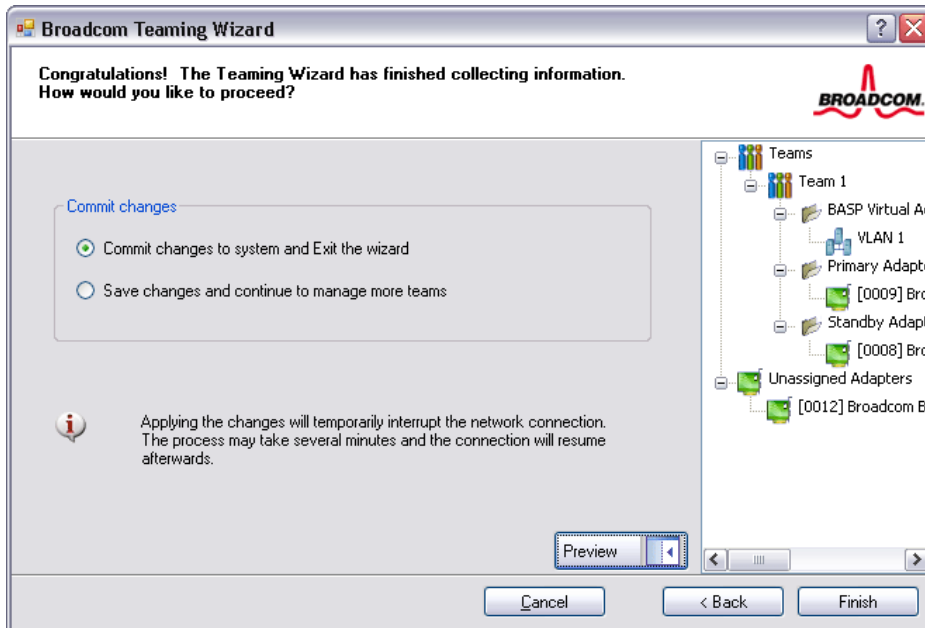 Broadcom Teaming Wizard
Congratulations! The Teaming Wizard has finished collecting information.
How would you like to proceed?
BROADCOM.
Commit changes
Commit changes to system and Exit the wizard
Save changes and continue to manage more teams
Applying the changes will temporarily interrupt the network connection.
The process may take several minutes and the connection will resume
afterwards.
Preview
Teams
Team 1
BASP Virtual A
VLAN 1
Primary Adapt
[0009] Bro
Standby Adap
[0008] Bro
Unassigned Adapters
[0012] Broadcom B
Cancel
< Back
Finish